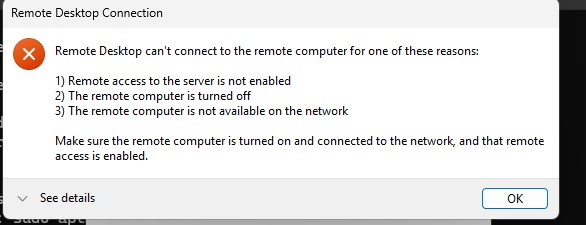 Remote Desktop Connection
Remote Desktop can't connect to the remote computer for one of these reasons:
1) Remote access to the server is not enabled
2) The remote computer is turned off
3) The remote computer is not available on the network
Make sure the remote computer is turned on and connected to the network, and that remote
access is enabled.
See details
OK